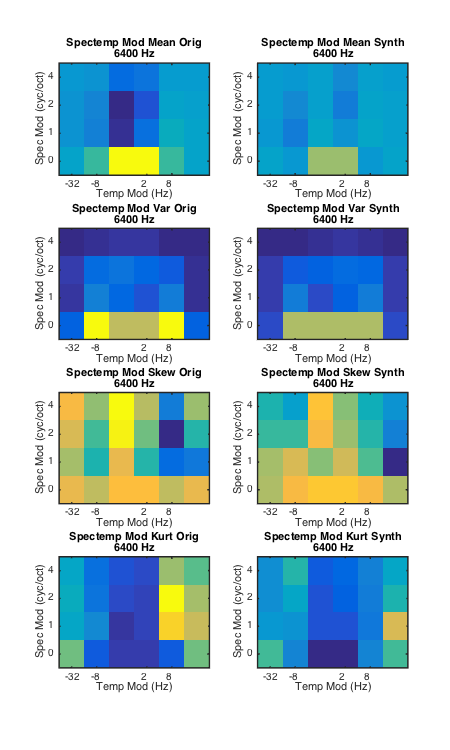 Spectemp Mod Mean Orig
6400 Hz
Spec Mod (cyc/oct)
4
2
1
0
-32 -8 2 8
Temp Mod (Hz)
Spectemp Mod Mean Synth
6400 Hz
Spec Mod (cyc/oct)
4
2
1
0
-32 -8 2 8
Temp Mod (Hz)
Spectemp Mod Var Orig
6400 Hz
Spec Mod (cyc/oct)
4
2
1
0
-32 -8 2 8
Temp Mod (Hz)
Spectemp Mod Var Synth
6400 Hz
Spec Mod (cyc/oct)
4
2
1
0
-32 -8 2 8
Temp Mod (Hz)
Spectemp Mod Skew Orig
6400 Hz
Spec Mod (cyc/oct)
4
2
1
0
-32 -8 2 8
Temp Mod (Hz)
Spectemp Mod Skew Synth
6400 Hz
Spec Mod (cyc/oct)
4
2
1
0
-32 -8 2 8
Temp Mod (Hz)
Spectemp Mod Kurt Orig
6400 Hz
Spec Mod (cyc/oct)
4
2
1
0
-32 -8 2 8
Temp Mod (Hz)
Spectemp Mod Kurt Synth
6400 Hz
Spec Mod (cyc/oct)
4
2
1
0
-32 -8 2 8
Temp Mod (Hz)